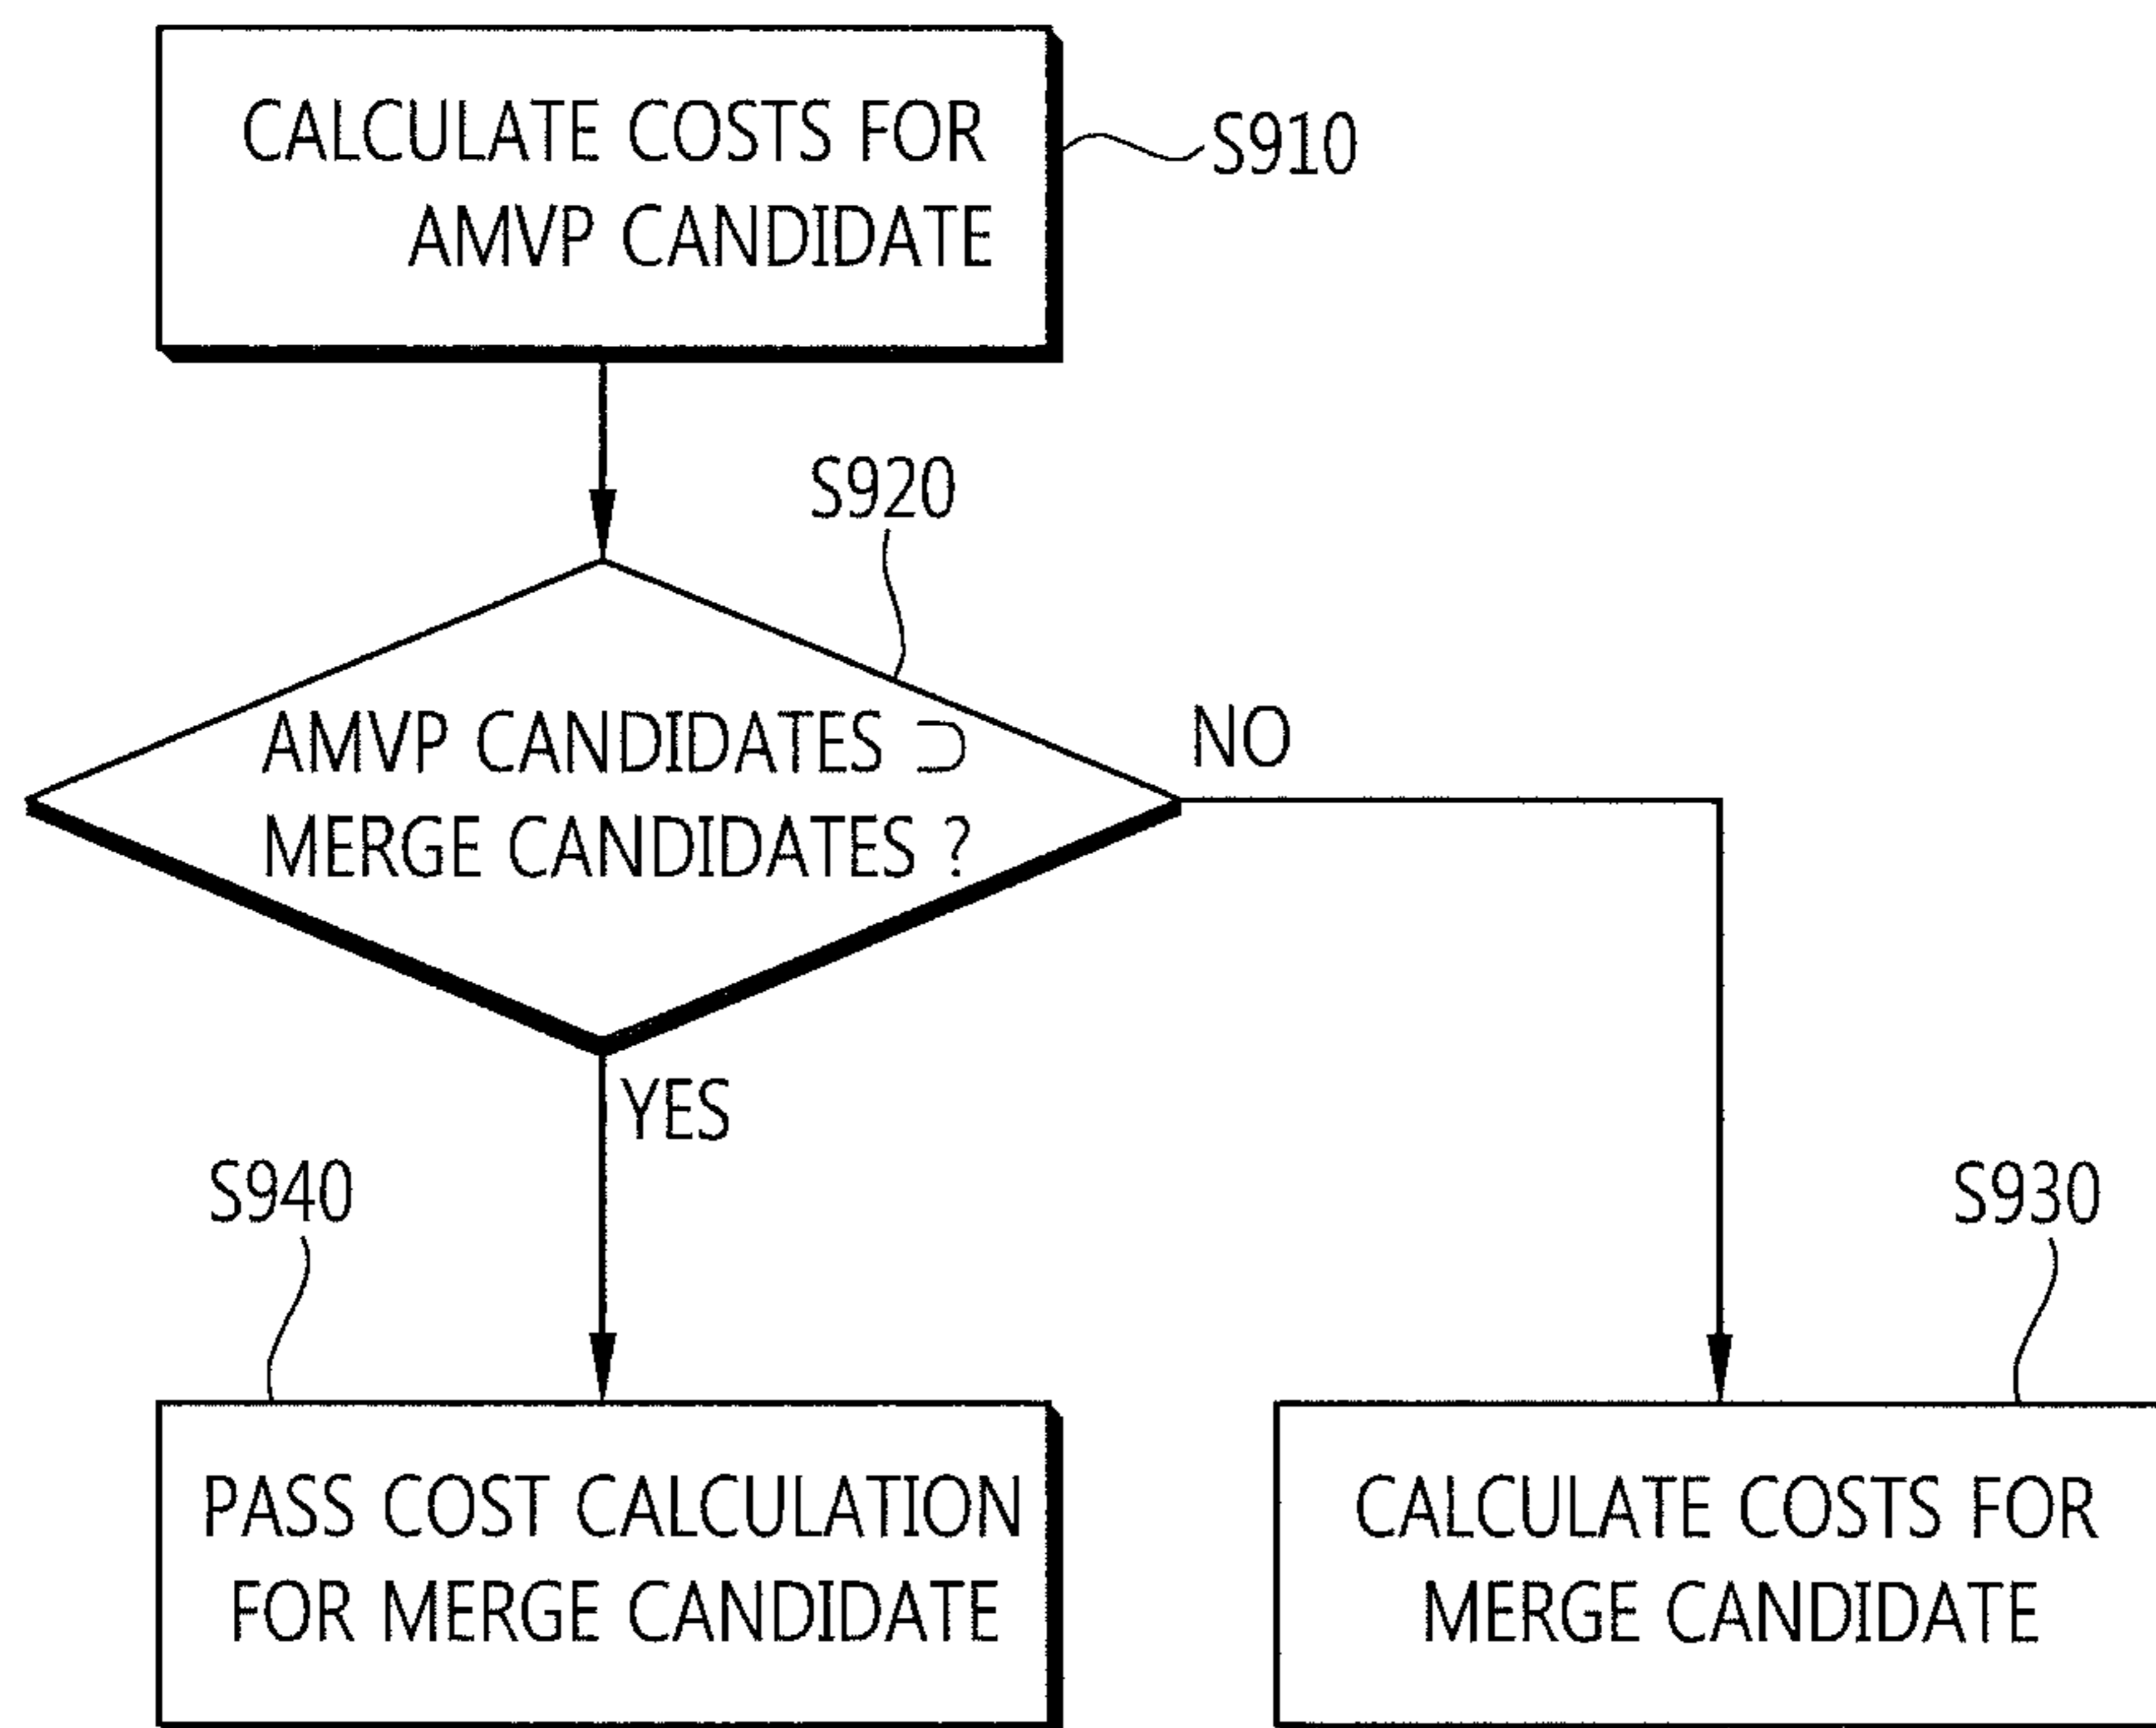 CALCULATE COSTS FOR
AMVP CANDIDATE
S910
S920
AMVP CANDIDATES ⊃
MERGE CANDIDATES ?
NO
YES
S940
S930
PASS COST CALCULATION
FOR MERGE CANDIDATE
CALCULATE COSTS FOR
MERGE CANDIDATE